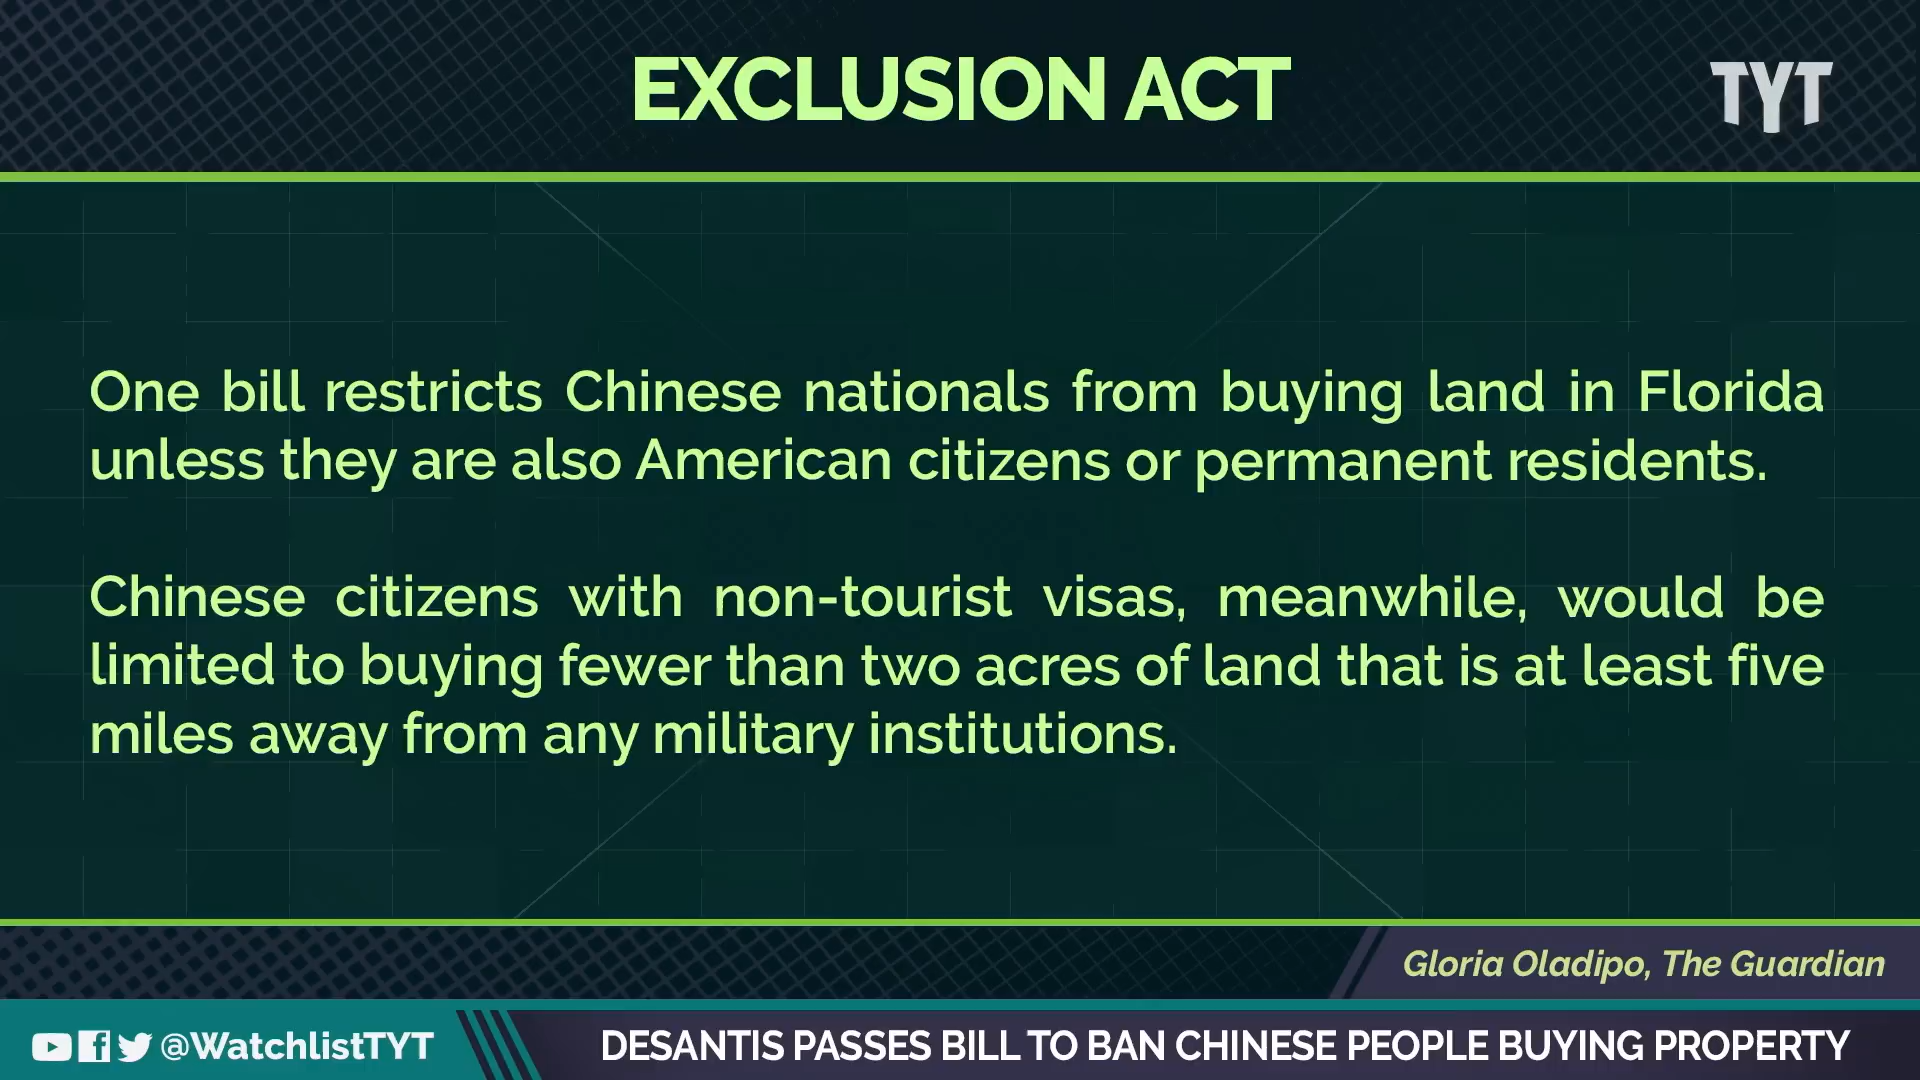 EXCLUSION ACT
TYT
One bill restricts Chinese nationals from buying land in Florida
unless they are also American citizens or permanent residents.
Chinese citizens with non-tourist visas, meanwhile, would be
limited to buying fewer than two acres of land that is at least five
miles away from any military institutions.
Gloria Oladipo, The Guardian
@WatchlistTYT
DESANTIS PASSES BILL TO BAN CHINESE PEOPLE BUYING PROPERTY